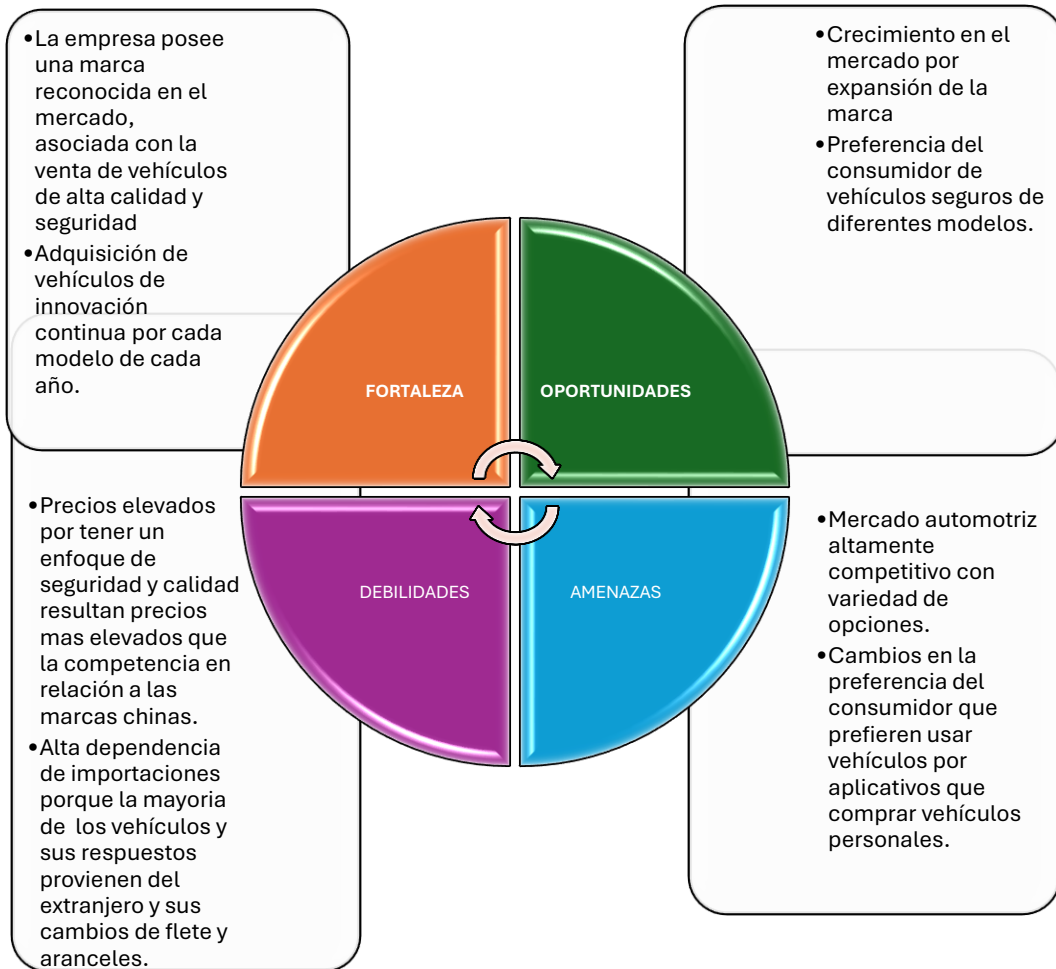 •La empresa posee
una marca
reconocida en el
mercado,
asociada con la
venta de vehículos
de alta calidad y
seguridad
•Adquisición de
vehículos de
innovación
continua por cada
modelo de cada
año.
•Crecimiento en el
mercado por
expansión de la
marca
•Preferencia del
consumidor de
vehículos seguros de
diferentes modelos.
FORTALEZA
OPORTUNIDADES
DEBILIDADES
AMENAZAS
•Precios elevados
por tener un
enfoque de
seguridad y calidad
resultan precios
mas elevados que
la competencia en
relación a las
marcas chinas.
•Alta dependencia
de importaciones
porque la mayoria
de los vehículos y
sus respuestos
provienen del
extranjero y sus
cambios de flete y
aranceles.
•Mercado automotriz
altamente
competitivo con
variedad de
opciones.
•Cambios en la
preferencia del
consumidor que
prefieren usar
vehículos por
aplicativos que
comprar vehículos
personales.